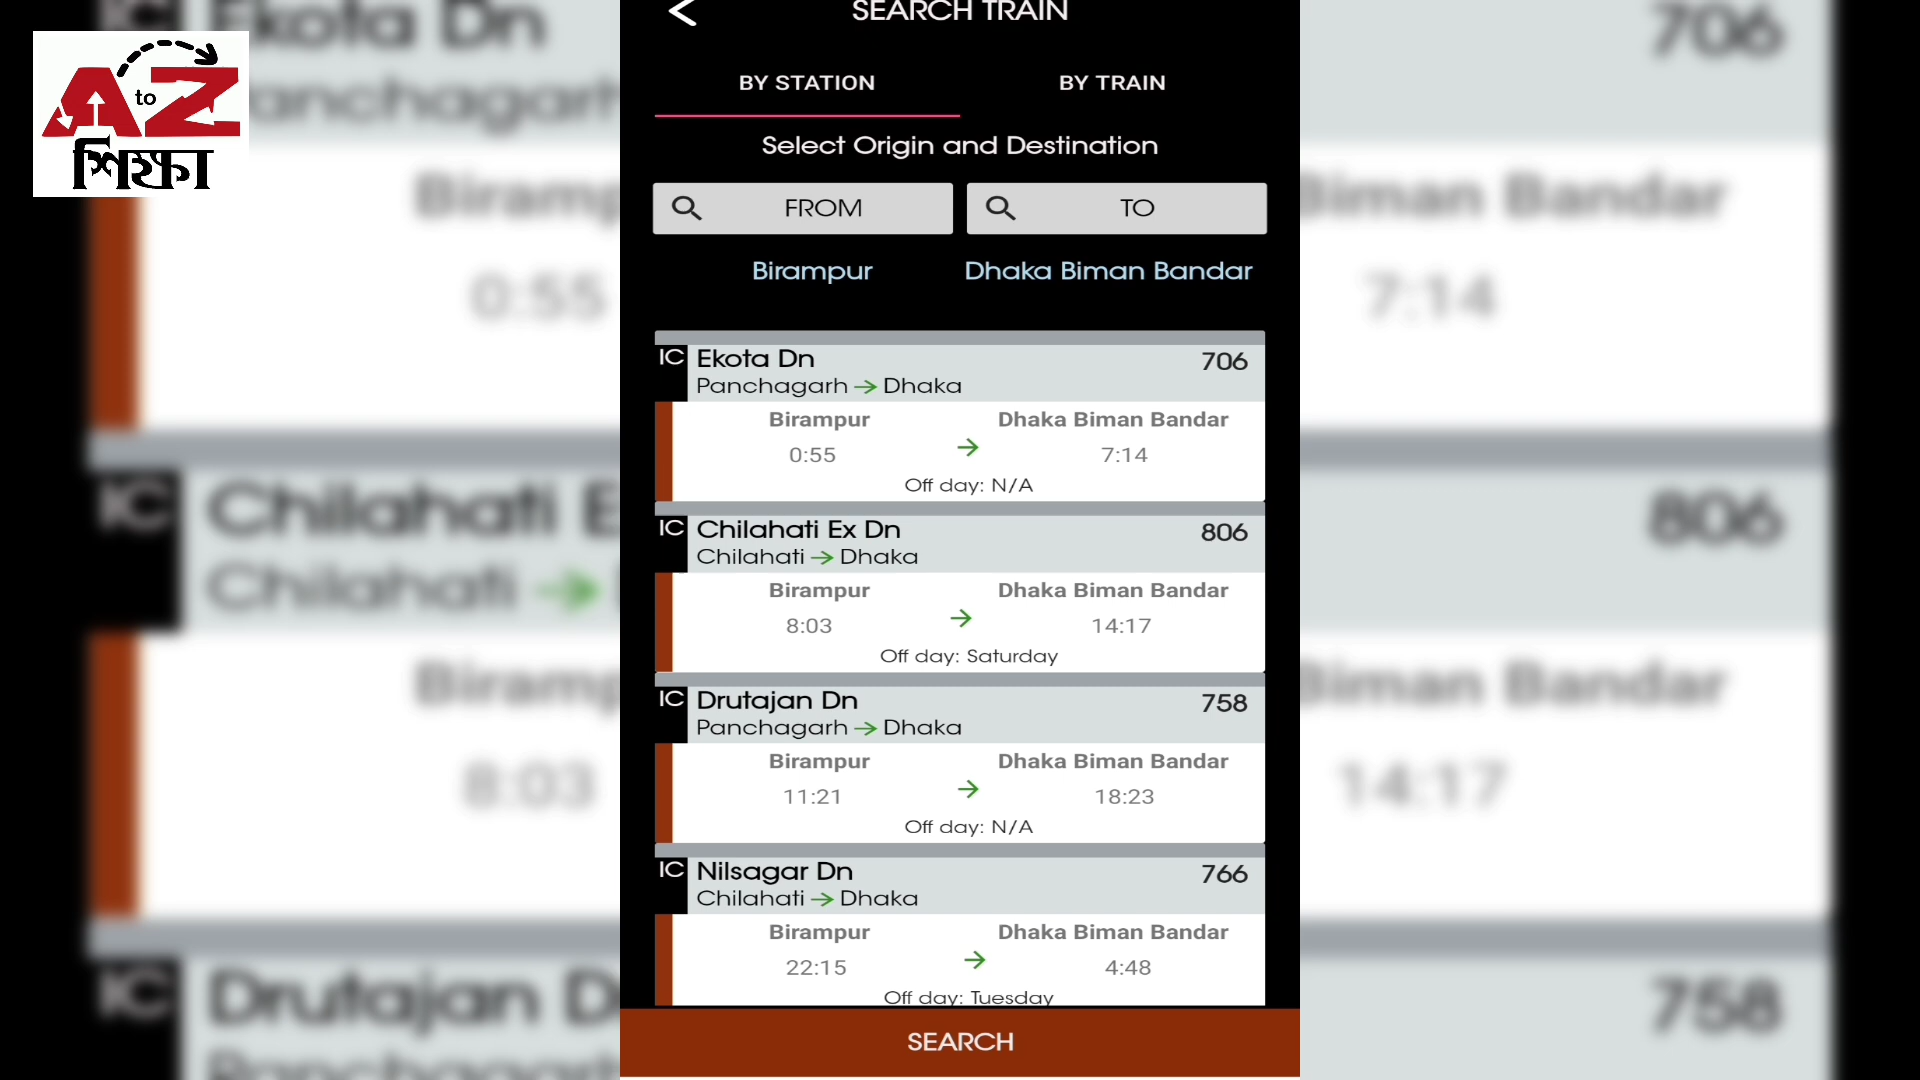 A to Z
শিক্ষা
SEARCH TRAIN
BY STATION
BY TRAIN
Select Origin and Destination
FROM
TO
Birampur
Dhaka Biman Bandar
IC
Ekota Dn
706
Panchagarh → Dhaka
Birampur
Dhaka Biman Bandar
0:55
→
7:14
Off day: N/A
IC
Chilahati Ex Dn
806
Chilahati → Dhaka
Birampur
Dhaka Biman Bandar
8:03
→
14:17
Off day: Saturday
IC
Drutajan Dn
758
Panchagarh → Dhaka
Birampur
Dhaka Biman Bandar
11:21
→
18:23
Off day: N/A
IC
Nilsagar Dn
766
Chilahati → Dhaka
Birampur
Dhaka Biman Bandar
22:15
→
4:48
Off day: Tuesday
SEARCH